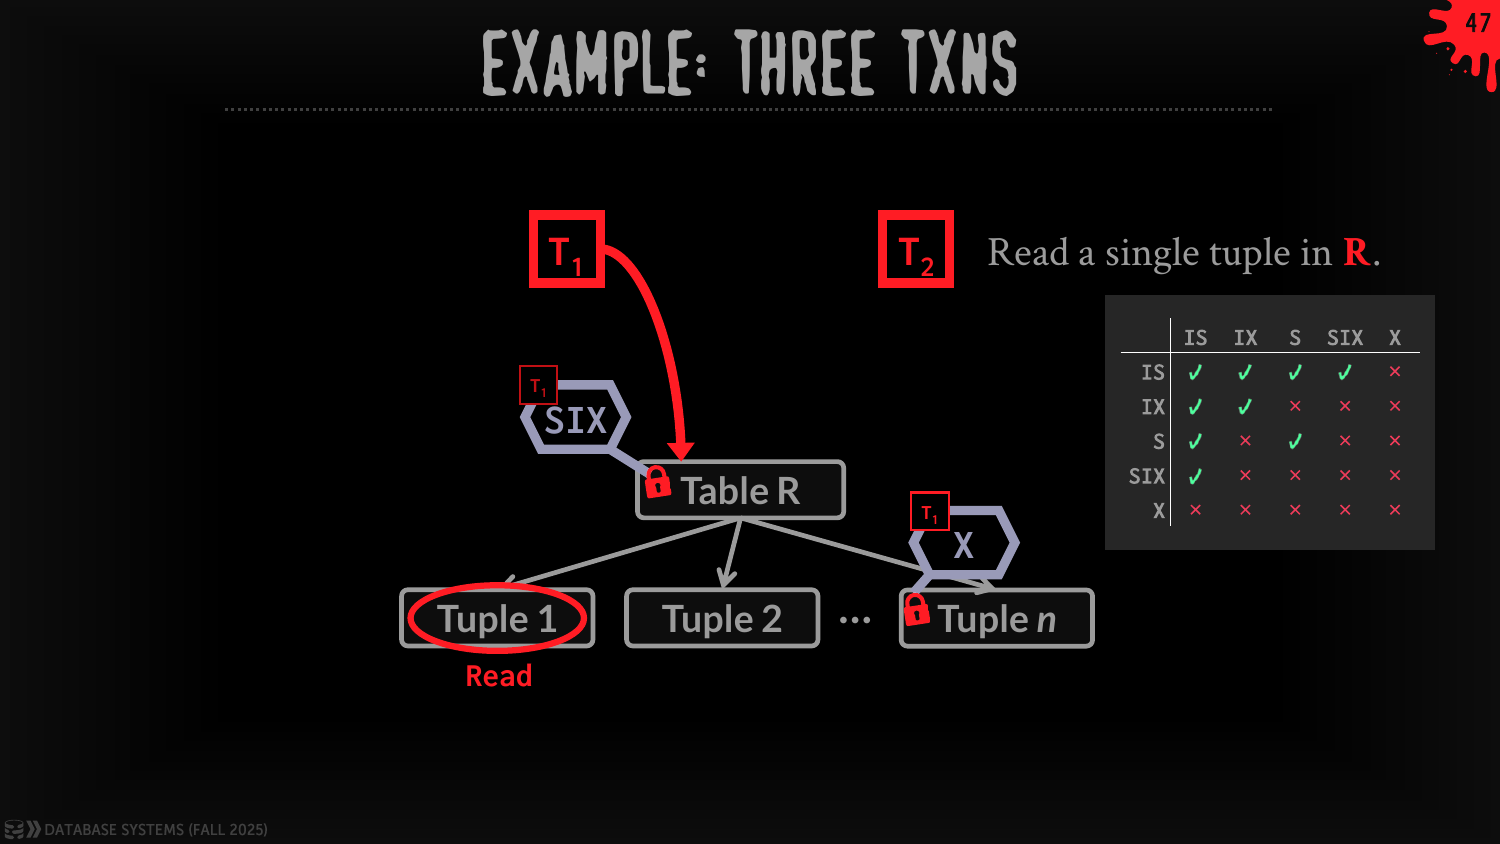 47
EXAMPLE: THREE TXNS
T1
T2
Read a single tuple in R.
IS IX S SIX X
IS ✓ ✓ ✓ ✓ ×
IX ✓ ✓ × × ×
S ✓ × ✓ × ×
SIX ✓ × × × ×
X × × × × ×
T1
SIX
Table R
T1
X
Tuple 1
Tuple 2
...
Tuple n
Read
DATABASE SYSTEMS (FALL 2025)